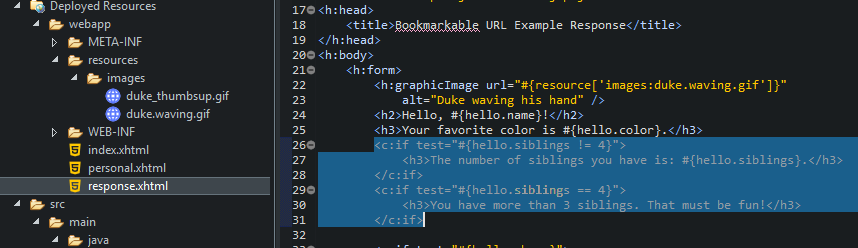 Deployed Resources
webapp
META-INF
resources
images
duke_thumbsup.gif
duke.waving.gif
WEB-INF
index.xhtml
personal.xhtml
response.xhtml
src
main
java
17 <h:head>
18 <title>Bookmarkable URL Example Response</title>
19 </h:head>
20 <h:body>
21 <h:form>
22 <h:graphicImage url="#{resource['images:duke.waving.gif']}"
23 alt="Duke waving his hand" />
24 <h2>Hello, #{hello.name}!</h2>
25 <h3>Your favorite color is #{hello.color}.</h3>
26 <c:if test="#{hello.siblings != 4}">
27 <h3>The number of siblings you have is: #{hello.siblings}.</h3>
28 </c:if>
29 <c:if test="#{hello.siblings == 4}">
30 <h3>You have more than 3 siblings. That must be fun!</h3>
31 </c:if>
32